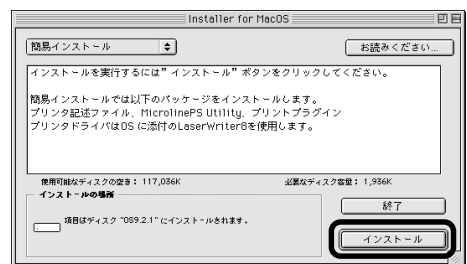 Installer for MacOS
簡易インストール
お読みください...
インストールを実行するには”インストール”ボタンをクリックしてください。
簡易インストールでは以下のパッケージをインストールします。
プリンタ記述ファイル、MicrolinePS Utility、プリントプラグイン
プリンタドライバはOS に添付のLaserWriter8を使用します。
使用可能なディスクの空き： 117,036K
必要なディスク容量： 1,936K
インストールの場所
項目はディスク "OS9.2.1" にインストールされます。
終了
インストール